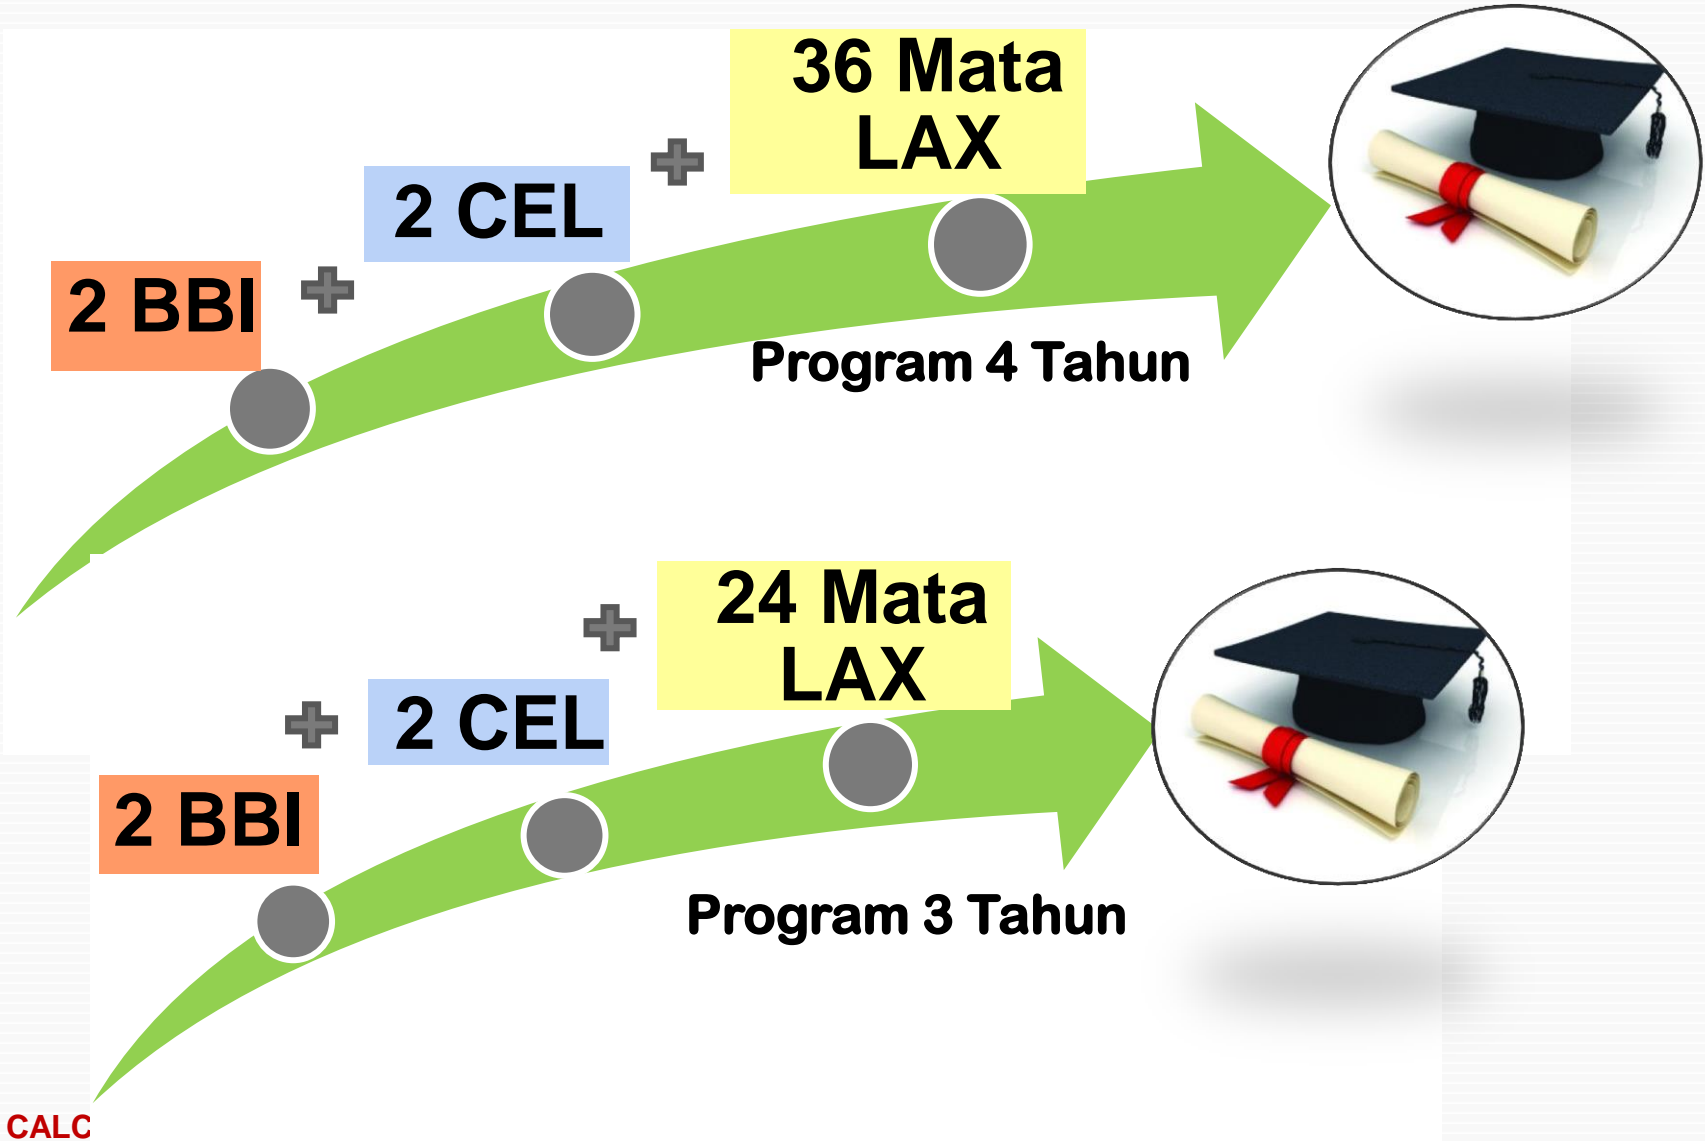 36 Mata
LAX
2 CEL
2 BBI
Program 4 Tahun
24 Mata
LAX
2 CEL
2 BBI
Program 3 Tahun
CALC